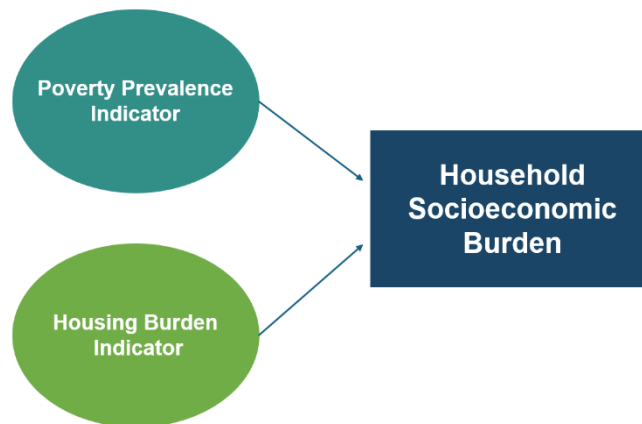 Poverty Prevalence
Indicator
Household
Socioeconomic
Burden
Housing Burden
Indicator